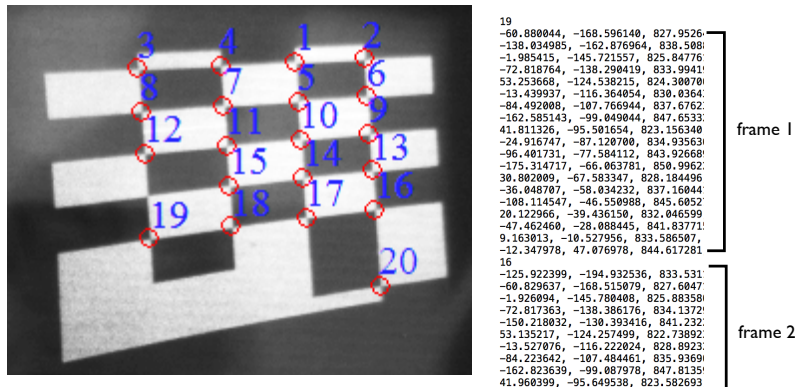 3 4 1 2
8 7 5 6
12 11 10 9
15 14 13
19 18 17 16
20
19
-60.880044, -168.596140, 827.9526
-138.034985, -162.876964, 838.508
-1.985415, -145.721557, 825.84776
-72.818764, -138.290419, 833.9941
53.253668, -124.538215, 824.30070
-13.439937, -116.364054, 830.0364
-84.492008, -107.766944, 837.6762
-162.585143, -99.049044, 847.6533
41.811326, -95.501654, 823.156340
-24.916747, -87.120700, 834.93563
-96.401731, -77.584112, 843.92668
-175.314717, -66.063781, 850.9962
30.802009, -67.583347, 828.184496
-36.048707, -58.034232, 837.16044
-108.114547, -46.550988, 845.6052
20.122966, -39.436150, 832.046599
-47.462460, -28.088445, 841.83771
9.163013, -10.527956, 833.586507,
-12.347978, 47.076978, 844.617281
frame 1
16
-125.922399, -194.932536, 833.531
-60.829637, -168.515079, 827.6047
-1.926094, -145.780408, 825.88358
-72.817363, -138.386176, 834.1372
-150.218032, -130.393416, 841.232
53.135217, -124.257499, 822.73892
-13.527076, -116.222024, 828.8923
-84.223642, -107.484461, 835.9369
-162.823639, -99.087978, 847.8135
41.960399, -95.649538, 823.582693
frame 2